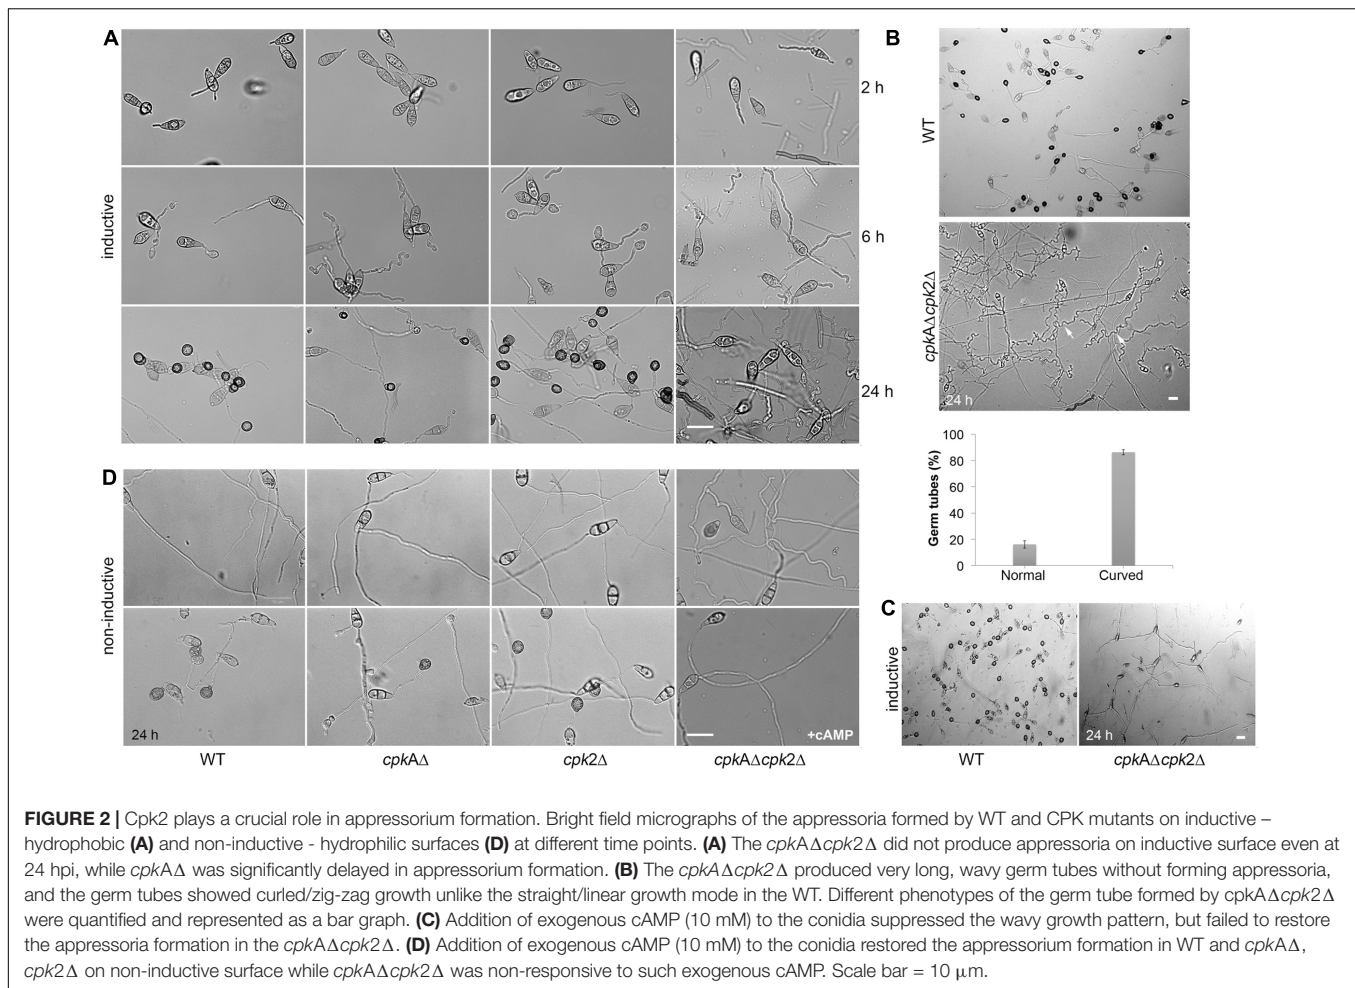 A
2 h
inductive
6 h
24 h
B
WT
cpkAΔcpk2Δ
24 h
100
80
60
40
20
0
Germ tubes (%)
Normal Curved
C
inductive
24 h
WT cpkAΔcpk2Δ
D
non-inductive
24 h
+cAMP
WT cpkAΔ cpk2Δ cpkAΔcpk2Δ
FIGURE 2 | Cpk2 plays a crucial role in appressorium formation. Bright field micrographs of the appressoria formed by WT and CPK mutants on inductive –
hydrophobic (A) and non-inductive - hydrophilic surfaces (D) at different time points. (A) The cpkAΔcpk2Δ did not produce appressoria on inductive surface even at
24 hpi, while cpkAΔ was significantly delayed in appressorium formation. (B) The cpkAΔcpk2Δ produced very long, wavy germ tubes without forming appressoria,
and the germ tubes showed curled/zig-zag growth unlike the straight/linear growth mode in the WT. Different phenotypes of the germ tube formed by cpkAΔcpk2Δ
were quantified and represented as a bar graph. (C) Addition of exogenous cAMP (10 mM) to the conidia suppressed the wavy growth pattern, but failed to restore
the appressoria formation in the cpkAΔcpk2Δ. (D) Addition of exogenous cAMP (10 mM) to the conidia restored the appressorium formation in WT and cpkAΔ,
cpk2Δ on non-inductive surface while cpkAΔcpk2Δ was non-responsive to such exogenous cAMP. Scale bar = 10 μm.